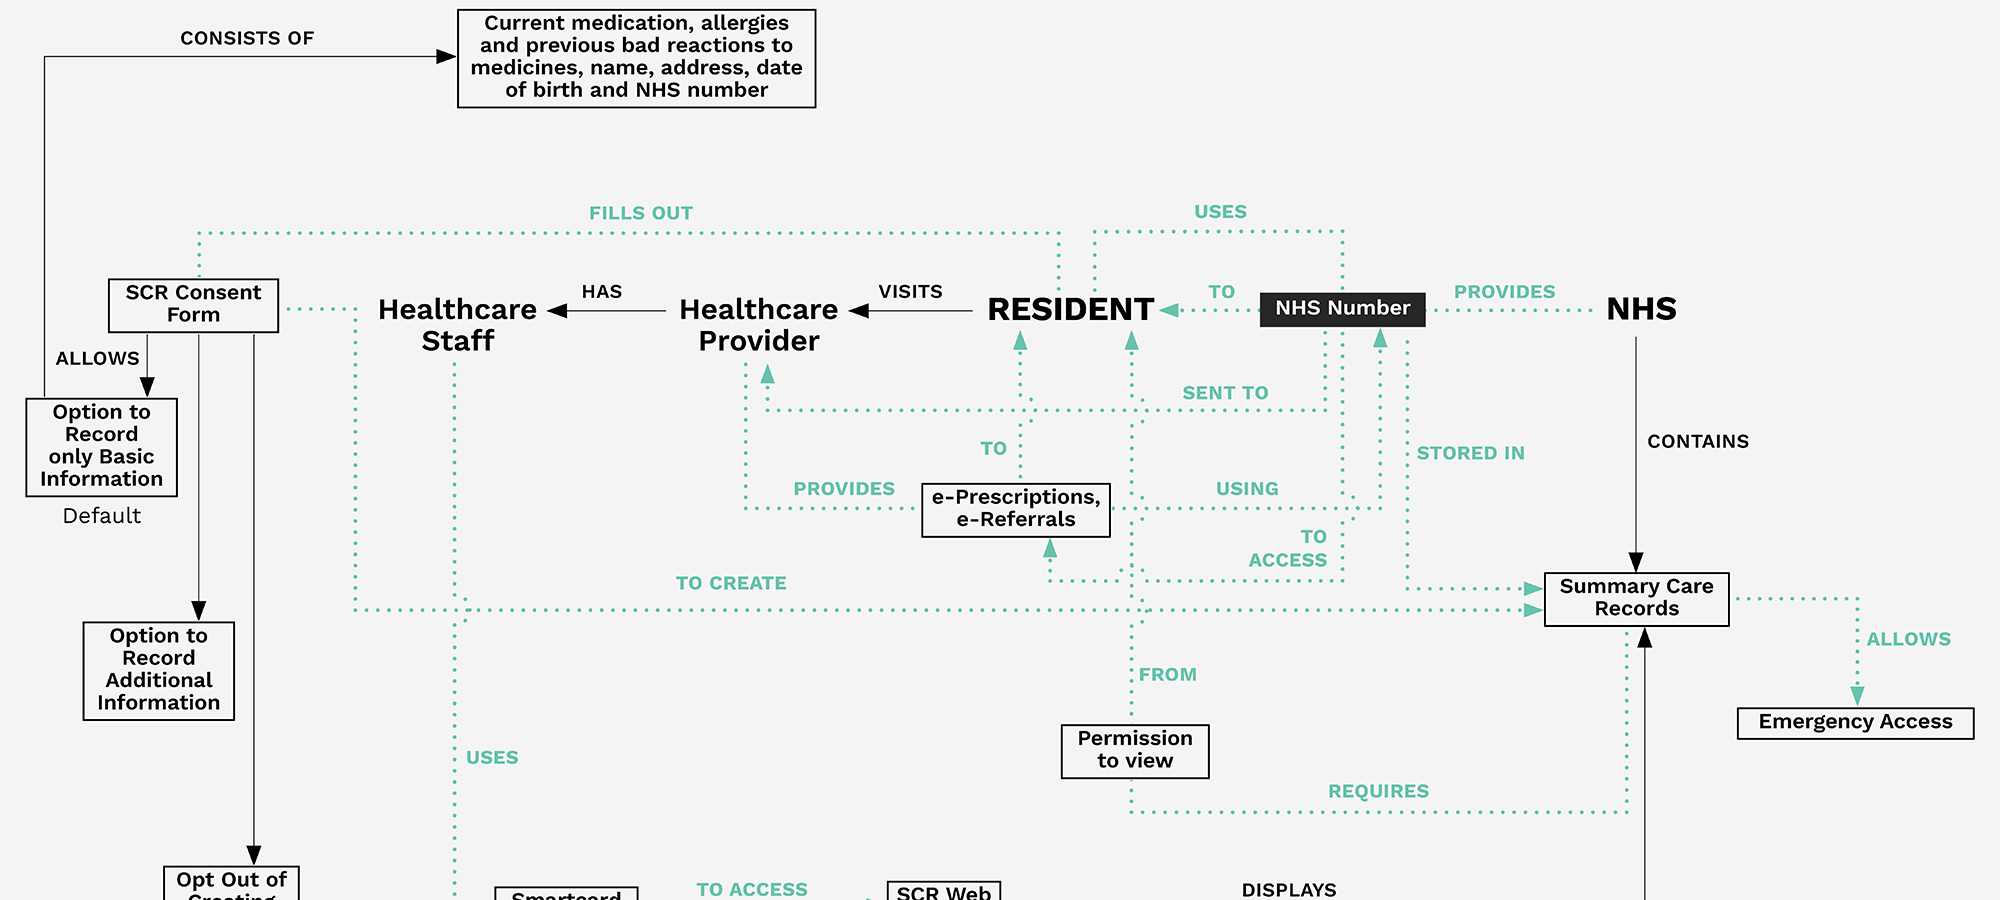 CONSISTS OF
Current medication, allergies
and previous bad reactions to
medicines, name, address, date
of birth and NHS number
FILLS OUT
USES
SCR Consent
Form
Healthcare
Staff
HAS
Healthcare
Provider
VISITS
RESIDENT
TO
NHS Number
PROVIDES
NHS
ALLOWS
Option to
Record
only Basic
Information
Default
SENT TO
TO
STORED IN
CONTAINS
PROVIDES
e-Prescriptions,
e-Referrals
USING
TO
ACCESS
TO CREATE
Summary Care
Records
ALLOWS
Option to
Record
Additional
Information
FROM
Emergency Access
Permission
to view
USES
REQUIRES
Opt Out of
Creating
Smartcard
TO ACCESS
SCR Web
DISPLAYS